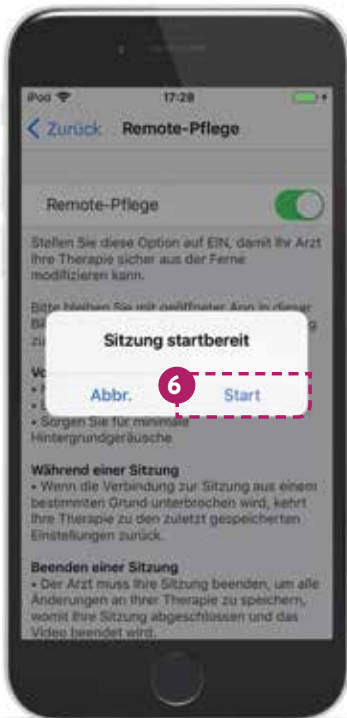 iPod 17:28
Zurück Remote-Pflege
Remote-Pflege
Stellen Sie diese Option auf EIN, damit Ihr Arzt
Ihre Therapie sicher aus der Ferne
modifizieren kann.
Bitte bleiben Sie mit geöffneter App in dieser
Sitzung startbereit
6
Abbr. Start
• Sorgen Sie für minimale
Hintergrundgeräusche
Während einer Sitzung
• Wenn die Verbindung zur Sitzung aus einem
bestimmten Grund unterbrochen wird, kehrt
Ihre Therapie zu den zuletzt gespeicherten
Einstellungen zurück.
Beenden einer Sitzung
• Der Arzt muss Ihre Sitzung beenden, um alle
Änderungen an Ihrer Therapie zu speichern,
womit Ihre Sitzung abgeschlossen und das
Video beendet wird.